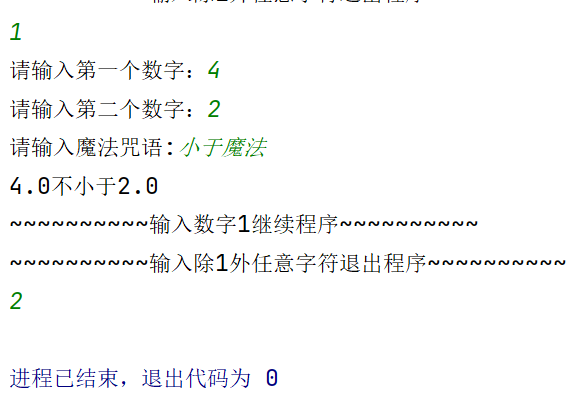 1
请输入第一个数字：4
请输入第二个数字：2
请输入魔法咒语:小于魔法
4.0不小于2.0
~~~~~~~~~~输入数字1继续程序~~~~~~~~~~
~~~~~~~~~~输入除1外任意字符退出程序~~~~~~~~~~
2
进程已结束，退出代码为 0